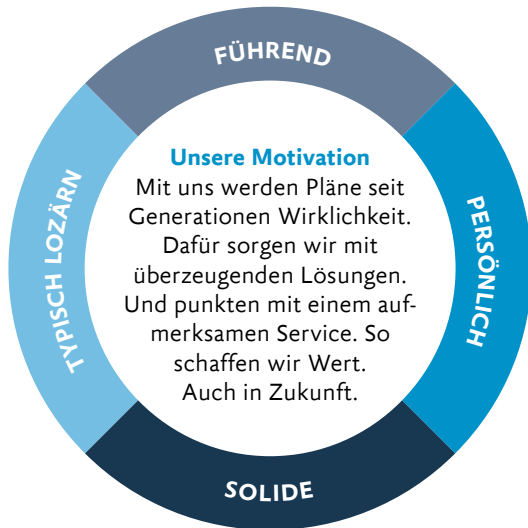 FÜHREND
TYPISCH LOZÄRN
Unsere Motivation
Mit uns werden Pläne seit
Generationen Wirklichkeit.
Dafür sorgen wir mit
überzeugenden Lösungen.
Und punkten mit einem auf-
merksamen Service. So
schaffen wir Wert.
Auch in Zukunft.
PERSÖNLICH
SOLIDE